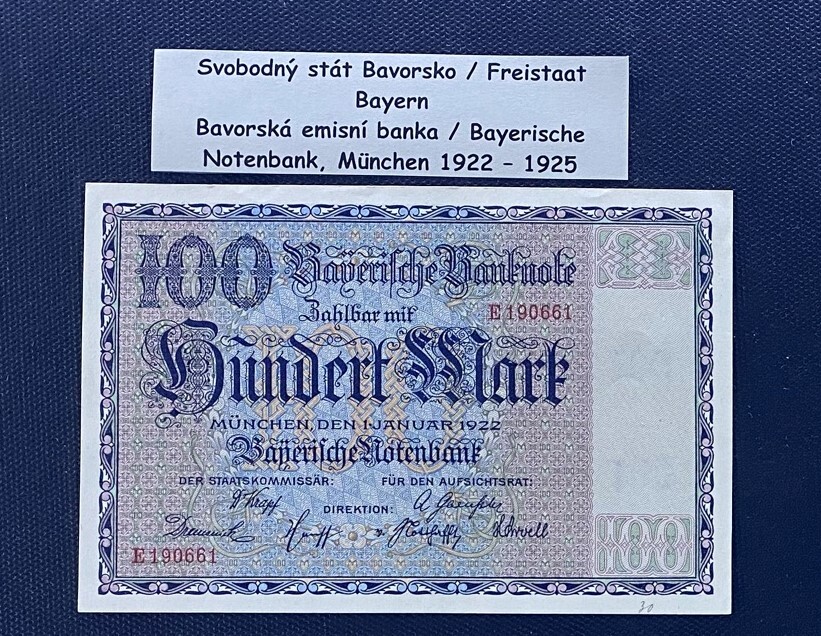 Svobodný stát Bavorsko / Freistaat
Bayern
Bavorská emisní banka / Bayerische
Notenbank, München 1922 - 1925
100 Bayerische Banknote
Zahlbar mit E 190661
Hundert Mark
MÜNCHEN, DEN 1·JANUAR 1922
Bayerische Notenbank
DER STAATSKOMMISSÄR: FÜR DEN AUFSICHTSRAT:
DIREKTION:
E 190661
100
30